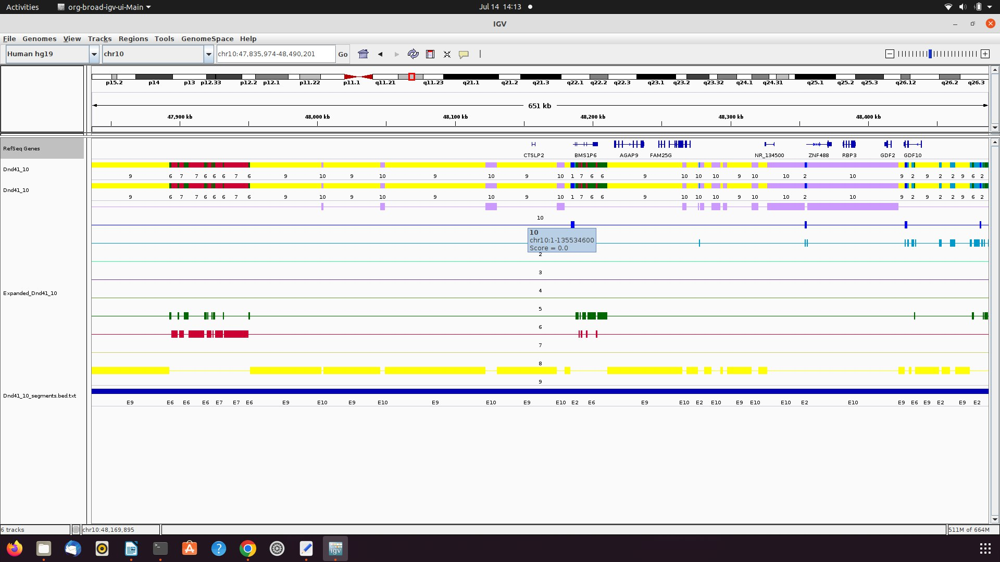 Activities org-broad-igv-ui-Main Jul 14 14:13
IGV
File Genomes View Tracks Regions Tools GenomeSpace Help
Human hg19 chr10 chr10:47,835,974-48,490,201 Go
p15.2 p14 p13 p12.33 p12.2 p12.1 p11.22 p11.1 q11.21 q11.23 q21.1 q21.2 q21.3 q22.1 q22.2 q22.3 q23.1 q23.2 q23.32 q24.1 q24.31 q25.1 q25.2 q25.3 q26.12 q26.2 q26.3
651 kb
47,900 kb 48,000 kb 48,100 kb 48,200 kb 48,300 kb 48,400 kb
RefSeq Genes
CTSLP2 BMS1P6 AGAP9 FAM25G NR_134500 ZNF488 RBP3 GDF2 GDF10
Dnd41_10
9 6 7 7 6 6 6 7 6 9 10 9 10 9 10 9 10 1 7 6 6 9 10 10 10 9 10 10 2 10 9 2 9 2 2 9 6 2
Dnd41_10
9 6 7 7 6 6 6 7 6 9 10 9 10 9 10 9 10 1 7 6 6 9 10 10 10 9 10 10 2 10 9 2 9 2 2 9 6 2
10
10
chr10:1-135534600
Score = 0.0
2
3
4
Expanded_Dnd41_10
5
6
7
8
9
Dnd41_10_segments.bed.txt
E9 E6 E6 E6 E7 E7 E6 E9 E10 E9 E10 E9 E10 E9 E10 E2 E6 E9 E10 E2 E10 E9 E10 E10 E2 E10 E9 E6 E9 E2 E9 E2
6 tracks chr10:48,169,895 511M of 664M
igv